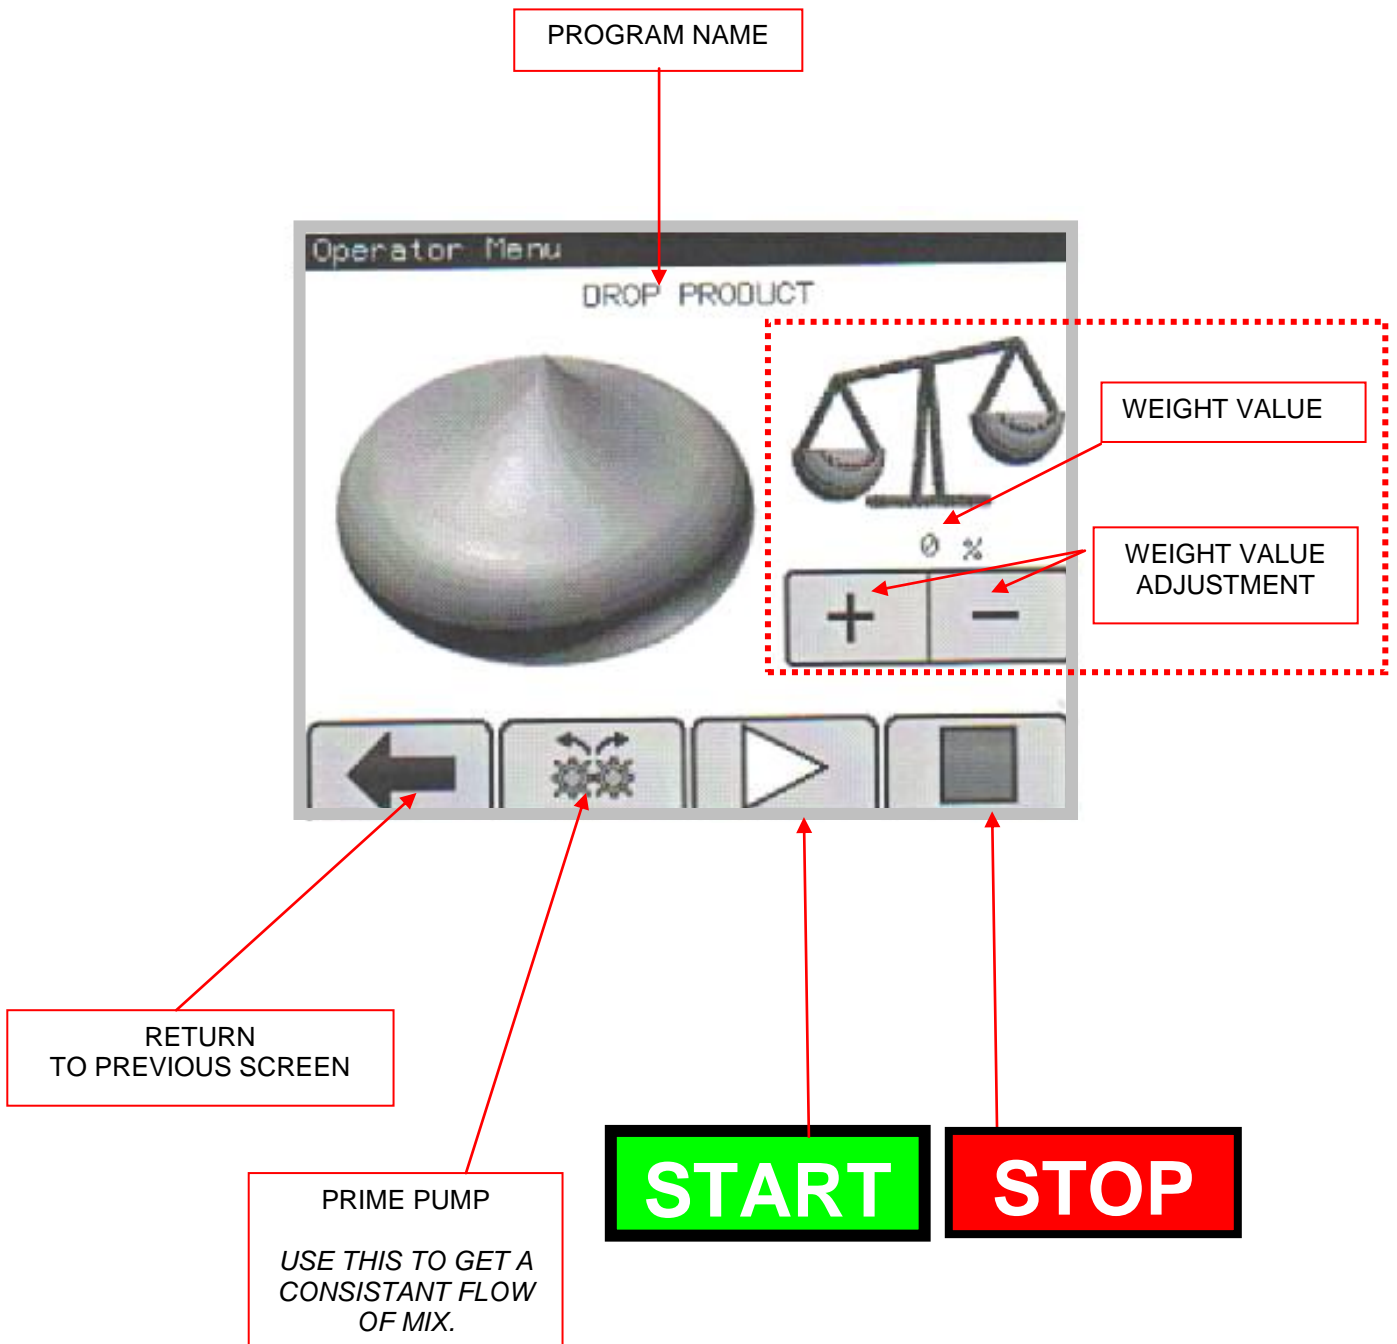 PROGRAM NAME
Operator Menu
DROP PRODUCT
WEIGHT VALUE
0 %
WEIGHT VALUE
ADJUSTMENT
+ −
RETURN
TO PREVIOUS SCREEN
START
STOP
PRIME PUMP
USE THIS TO GET A
CONSISTANT FLOW
OF MIX.